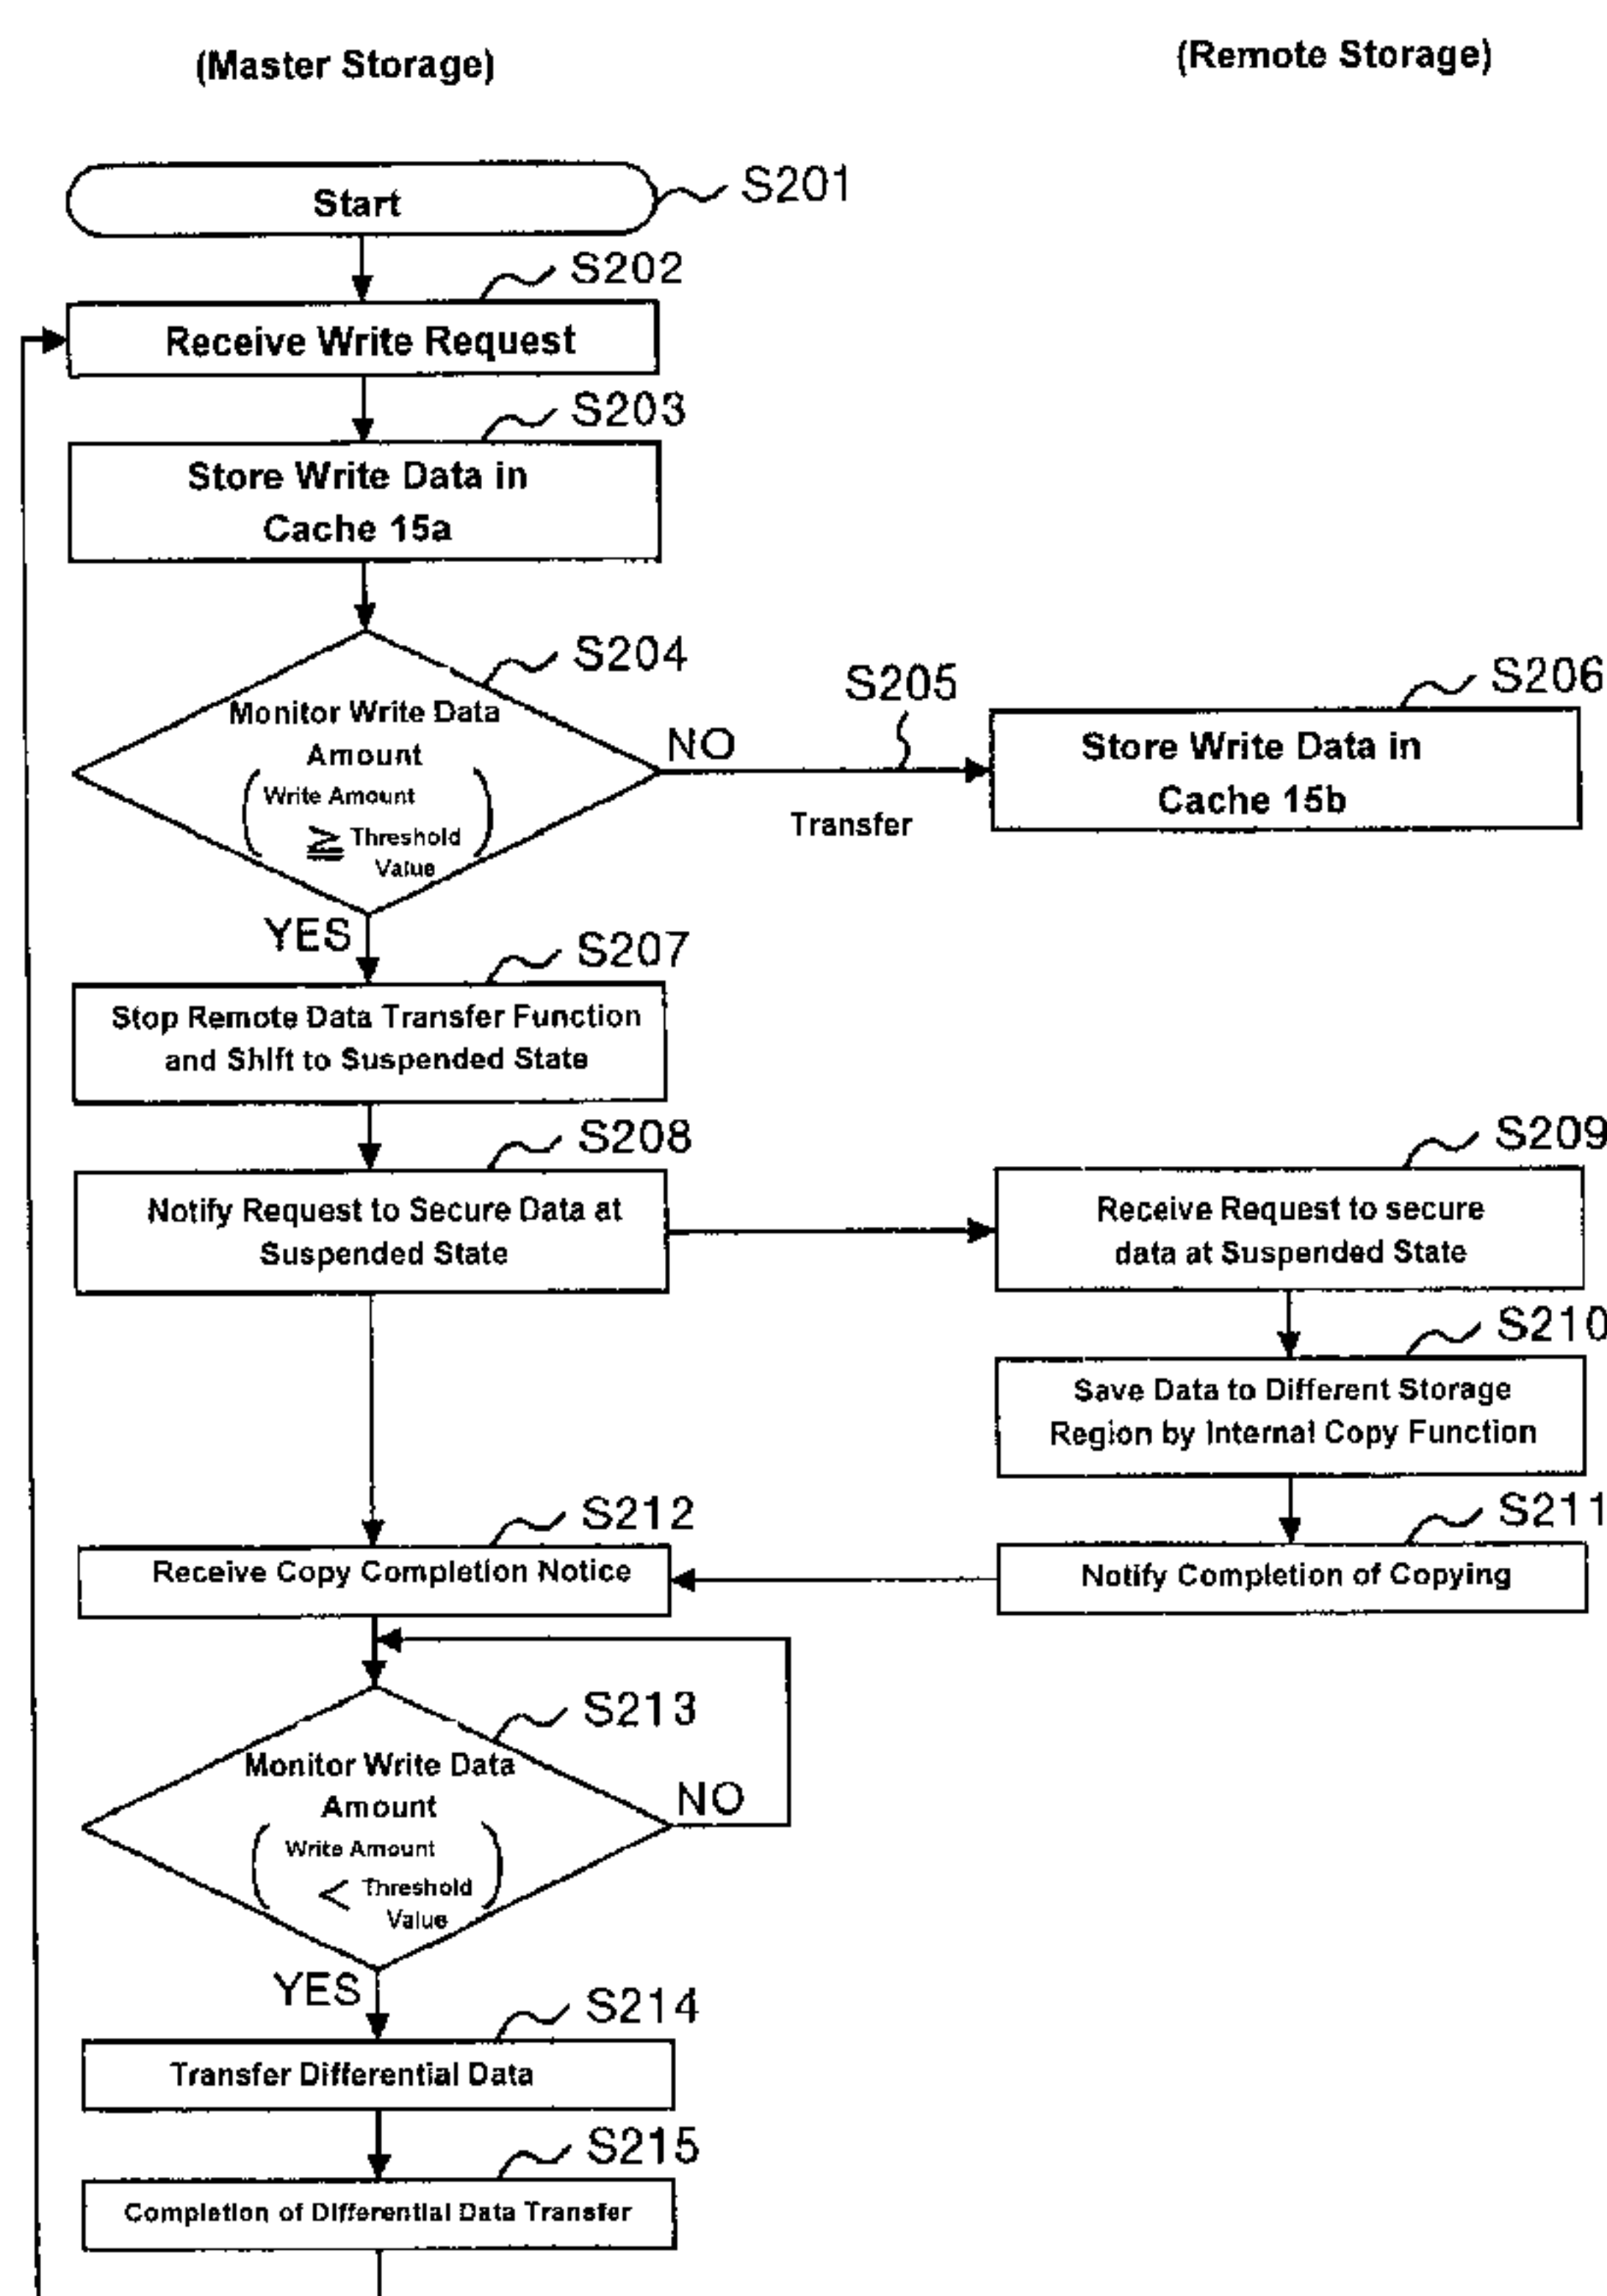 (Master Storage)
(Remote Storage)
Start
S201
S202
Receive Write Request
S203
Store Write Data in
Cache 15a
S204
Monitor Write Data
Amount
(Write Amount
≧ Threshold
Value)
NO
S205
Transfer
S206
Store Write Data in
Cache 15b
YES
S207
Stop Remote Data Transfer Function
and Shift to Suspended State
S208
Notify Request to Secure Data at
Suspended State
S209
Receive Request to secure
data at Suspended State
S210
Save Data to Different Storage
Region by Internal Copy Function
S211
Notify Completion of Copying
S212
Receive Copy Completion Notice
S213
Monitor Write Data
Amount
(Write Amount
< Threshold
Value)
NO
YES
S214
Transfer Differential Data
S215
Completion of Differential Data Transfer